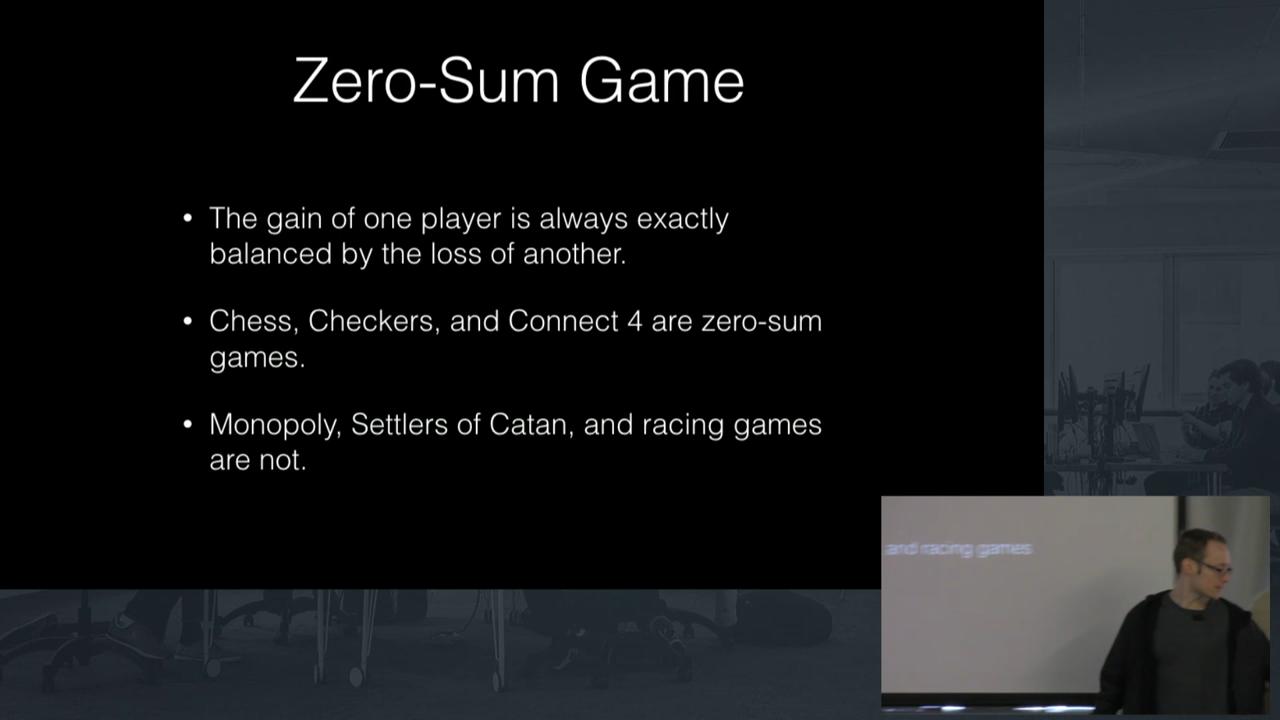 Zero-Sum Game
• The gain of one player is always exactly
balanced by the loss of another.
• Chess, Checkers, and Connect 4 are zero-sum
games.
• Monopoly, Settlers of Catan, and racing games
are not.
and racing games